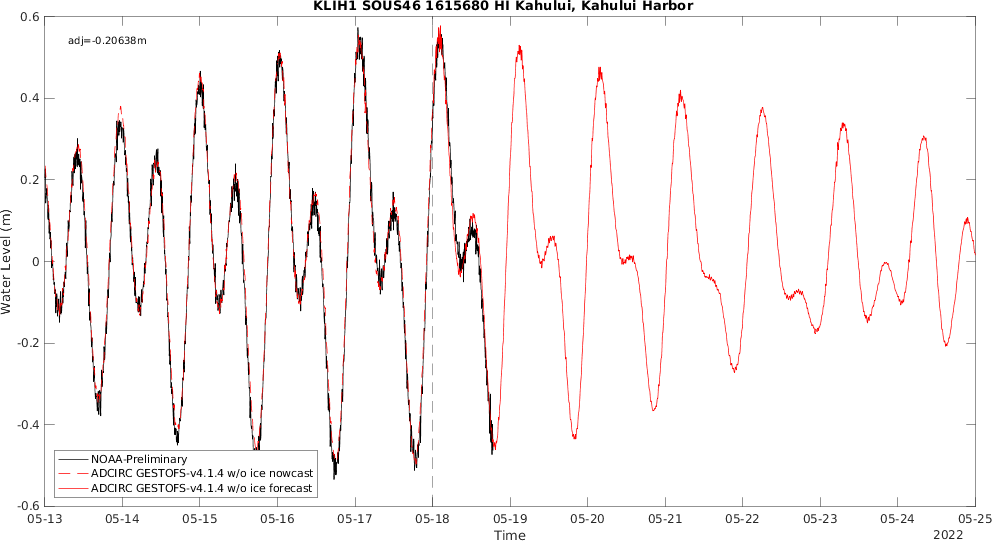 KLIH1 SOUS46 1615680 HI Kahului, Kahului Harbor
adj=-0.20638m
Water Level (m)
0.6
0.4
0.2
0
-0.2
-0.4
-0.6
NOAA-Preliminary
ADCIRC GESTOFS-v4.1.4 w/o ice nowcast
ADCIRC GESTOFS-v4.1.4 w/o ice forecast
05-13 05-14 05-15 05-16 05-17 05-18 05-19 05-20 05-21 05-22 05-23 05-24 05-25
Time
2022